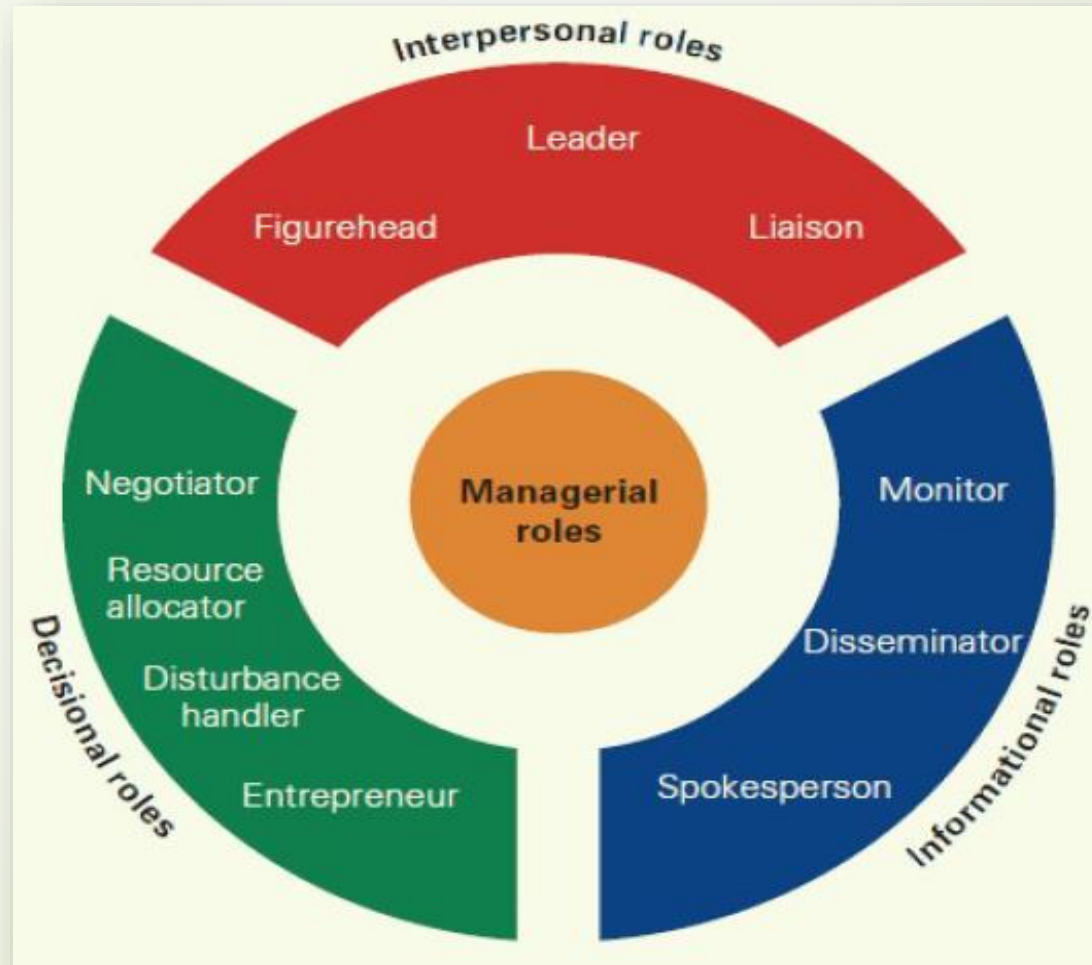 Interpersonal roles
Leader
Figurehead
Liaison
Managerial
roles
Negotiator
Resource
allocator
Disturbance
handler
Entrepreneur
Decisional roles
Monitor
Disseminator
Spokesperson
Informational roles